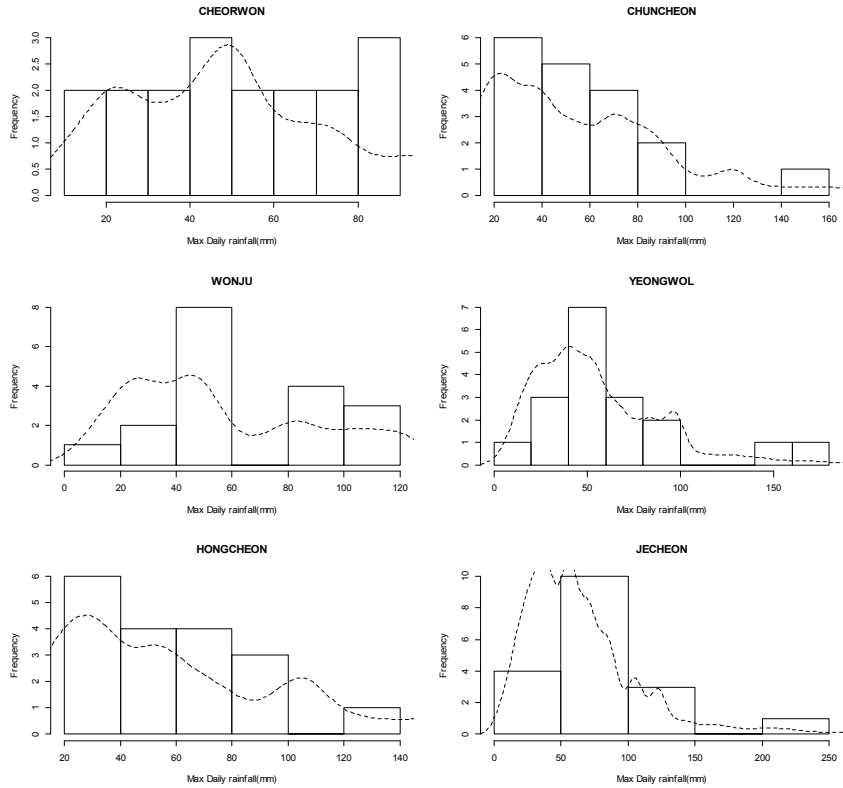 CHEORWON
Frequency
0.0 0.5 1.0 1.5 2.0 2.5 3.0
20 40 60 80
Max Daily rainfall(mm)
CHUNCHEON
Frequency
0 1 2 3 4 5 6
20 40 60 80 100 120 140 160
Max Daily rainfall(mm)
WONJU
Frequency
0 2 4 6 8
0 20 40 60 80 100 120
Max Daily rainfall(mm)
YEONGWOL
Frequency
0 1 2 3 4 5 6 7
0 50 100 150
Max Daily rainfall(mm)
HONGCHEON
Frequency
0 1 2 3 4 5 6
20 40 60 80 100 120 140
Max Daily rainfall(mm)
JECHEON
Frequency
0 2 4 6 8 10
0 50 100 150 200 250
Max Daily rainfall(mm)